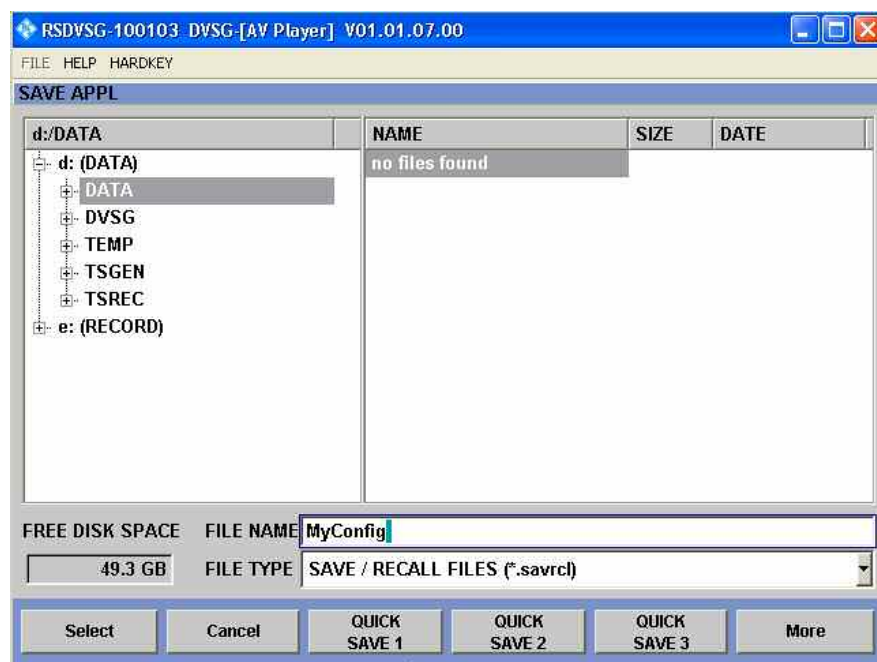 RSDVSG-100103 DVSG-[AV Player] V01.01.07.00
FILE HELP HARDKEY
SAVE APPL
d:/DATA NAME SIZE DATE
d: (DATA) no files found
DATA
DVSG
TEMP
TSGEN
TSREC
e: (RECORD)
FREE DISK SPACE FILE NAME MyConfig
49.3 GB FILE TYPE SAVE / RECALL FILES (*.savrcl)
Select Cancel QUICK SAVE 1 QUICK SAVE 2 QUICK SAVE 3 More